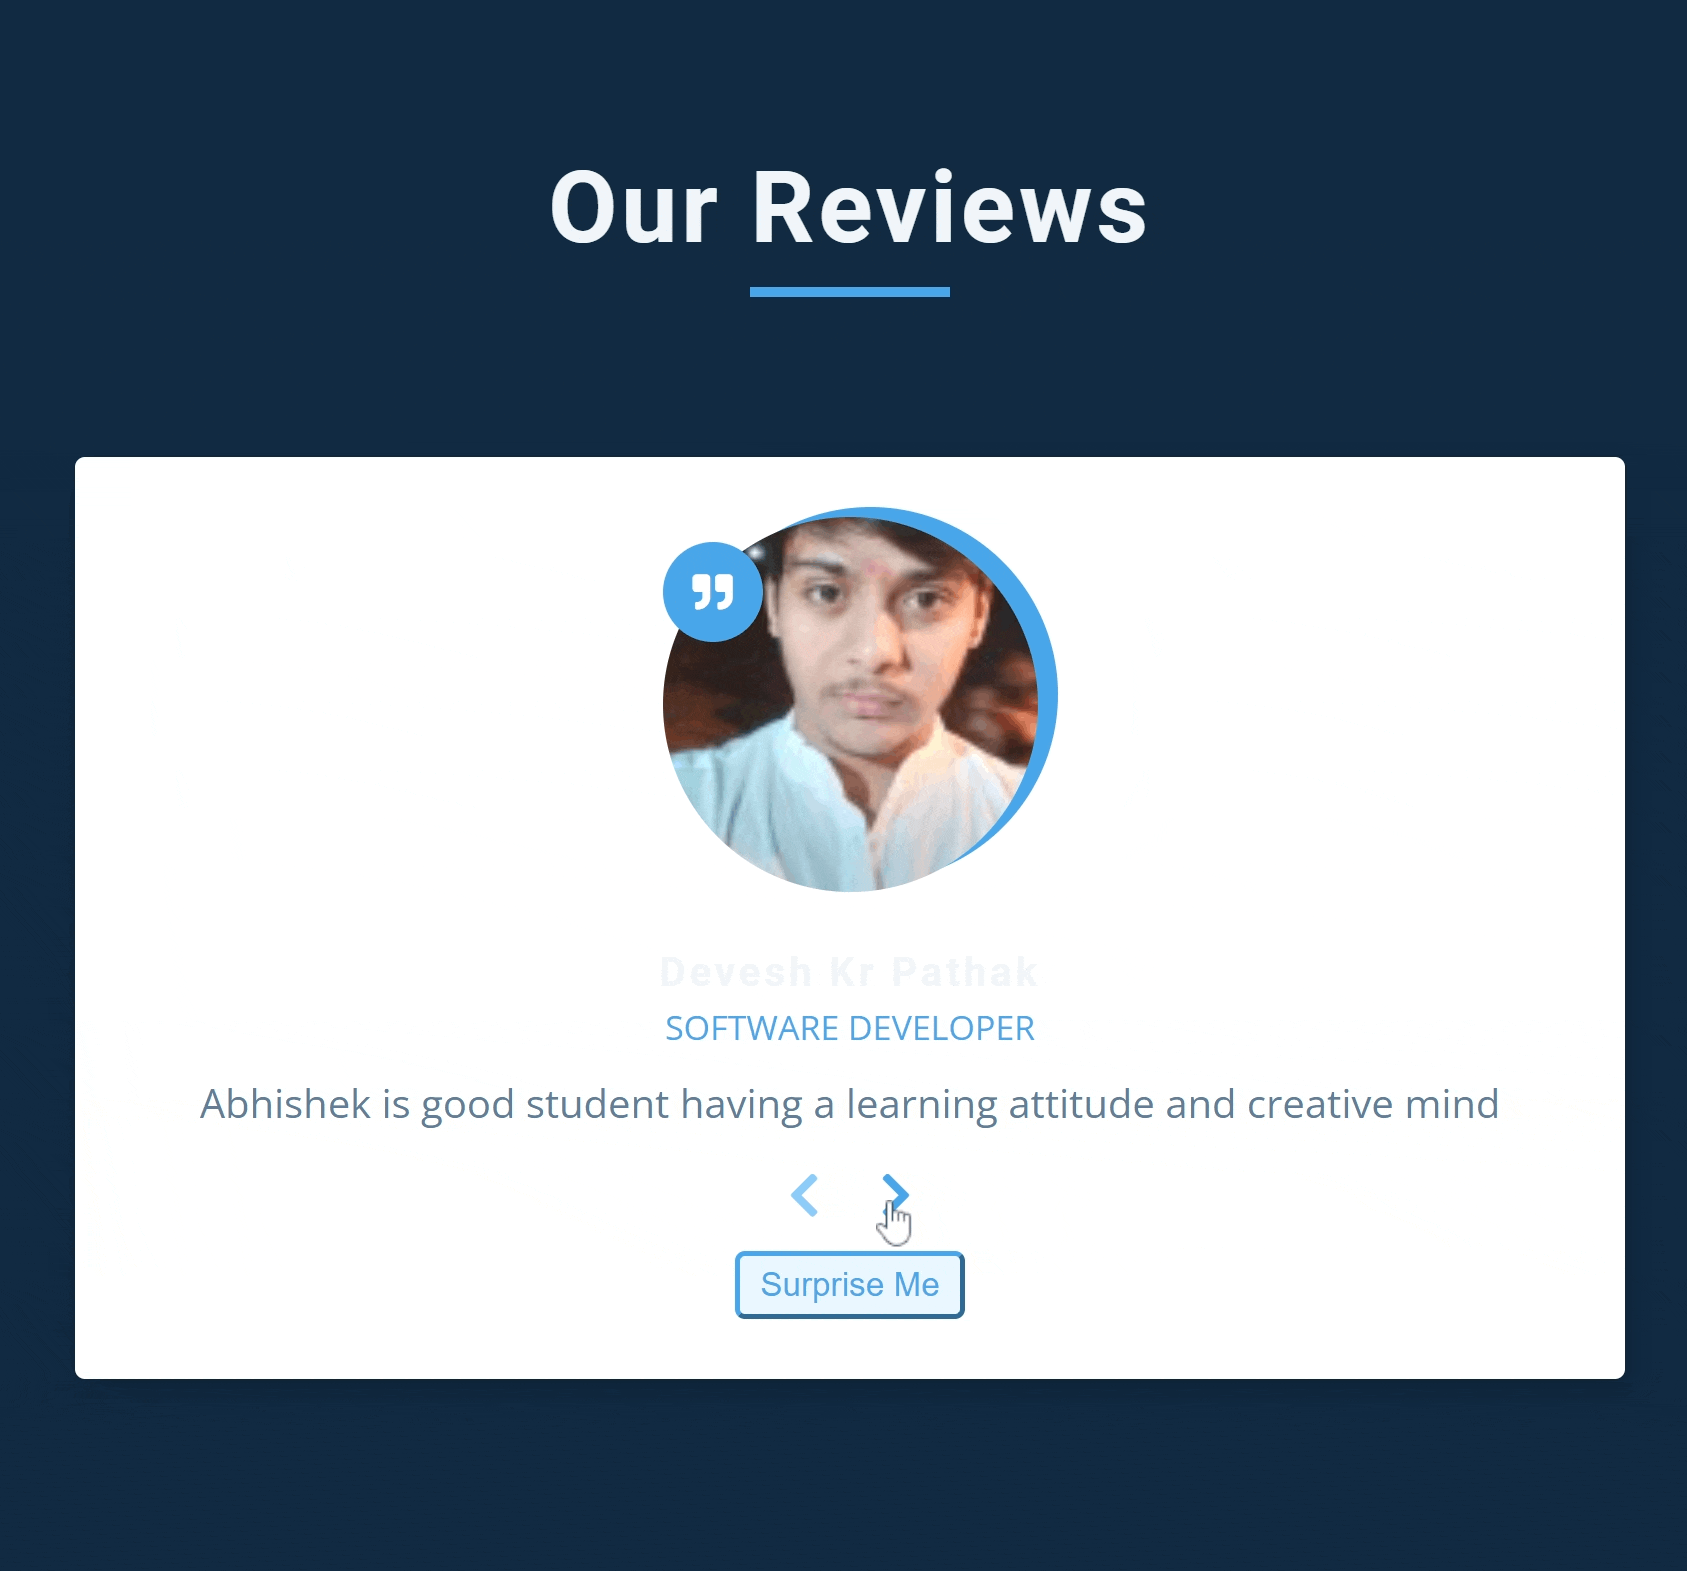 Our Reviews
Devesh Kr Pathak
SOFTWARE DEVELOPER
Abhishek is good student having a learning attitude and creative mind
Surprise Me